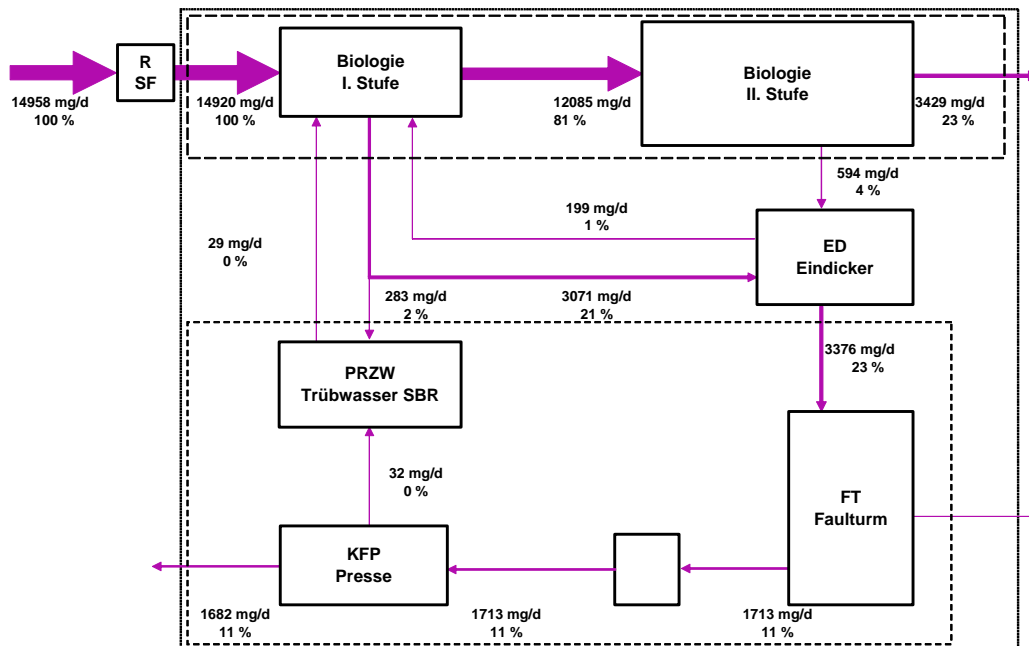 R
SF
Biologie
I. Stufe
Biologie
II. Stufe
14958 mg/d
100 %
14920 mg/d
100 %
12085 mg/d
81 %
3429 mg/d
23 %
594 mg/d
4 %
199 mg/d
1 %
ED
Eindicker
29 mg/d
0 %
283 mg/d
2 %
3071 mg/d
21 %
3376 mg/d
23 %
PRZW
Trübwasser SBR
32 mg/d
0 %
FT
Faulturm
KFP
Presse
1682 mg/d
11 %
1713 mg/d
11 %
1713 mg/d
11 %